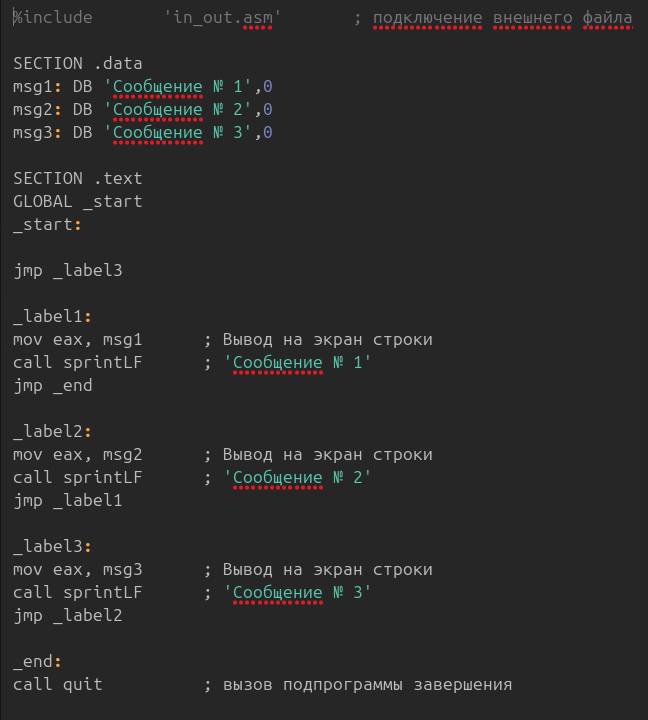 %include 'in_out.asm' ; подключение внешнего файла
SECTION .data
msg1: DB 'Сообщение № 1',0
msg2: DB 'Сообщение № 2',0
msg3: DB 'Сообщение № 3',0
SECTION .text
GLOBAL _start
_start:
jmp _label3
_label1:
mov eax, msg1 ; Вывод на экран строки
call sprintLF ; 'Сообщение № 1'
jmp _end
_label2:
mov eax, msg2 ; Вывод на экран строки
call sprintLF ; 'Сообщение № 2'
jmp _label1
_label3:
mov eax, msg3 ; Вывод на экран строки
call sprintLF ; 'Сообщение № 3'
jmp _label2
_end:
call quit ; вызов подпрограммы завершения